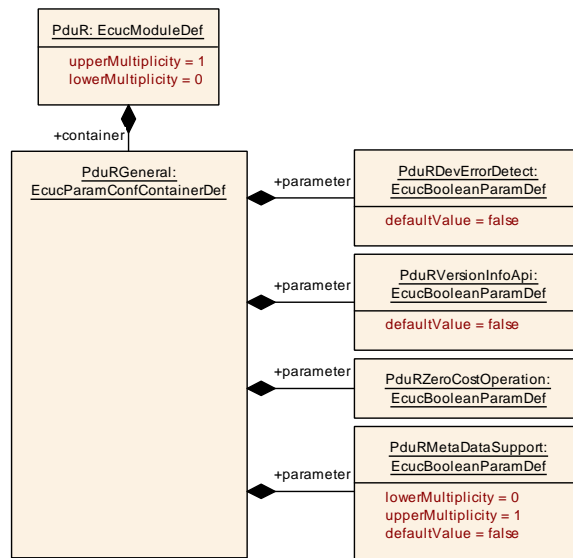 PduR: EcucModuleDef
upperMultiplicity = 1
lowerMultiplicity = 0
+container
PduRGeneral:
EcucParamConfContainerDef
+parameter
PduRDevErrorDetect:
EcucBooleanParamDef
defaultValue = false
+parameter
PduRVersionInfoApi:
EcucBooleanParamDef
defaultValue = false
+parameter
PduRZeroCostOperation:
EcucBooleanParamDef
+parameter
PduRMetaDataSupport:
EcucBooleanParamDef
lowerMultiplicity = 0
upperMultiplicity = 1
defaultValue = false